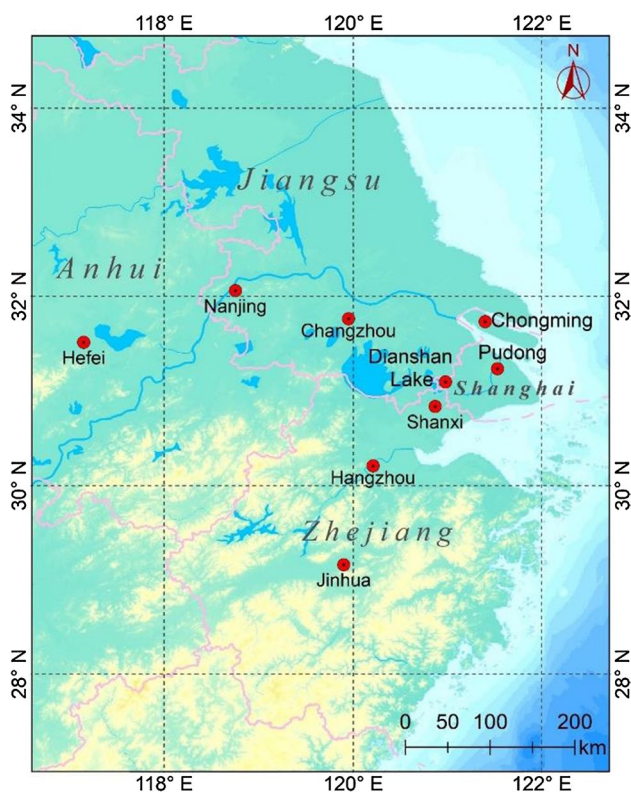 118° E 120° E 122° E
N
34° N 34° N
Jiangsu
Anhui
32° N 32° N
Nanjing
Changzhou
Chongming
Hefei
Dianshan
Lake
Pudong
Shanghai
Shanxi
30° N 30° N
Hangzhou
Zhejiang
Jinhua
28° N 28° N
0 50 100 200
km
118° E 120° E 122° E